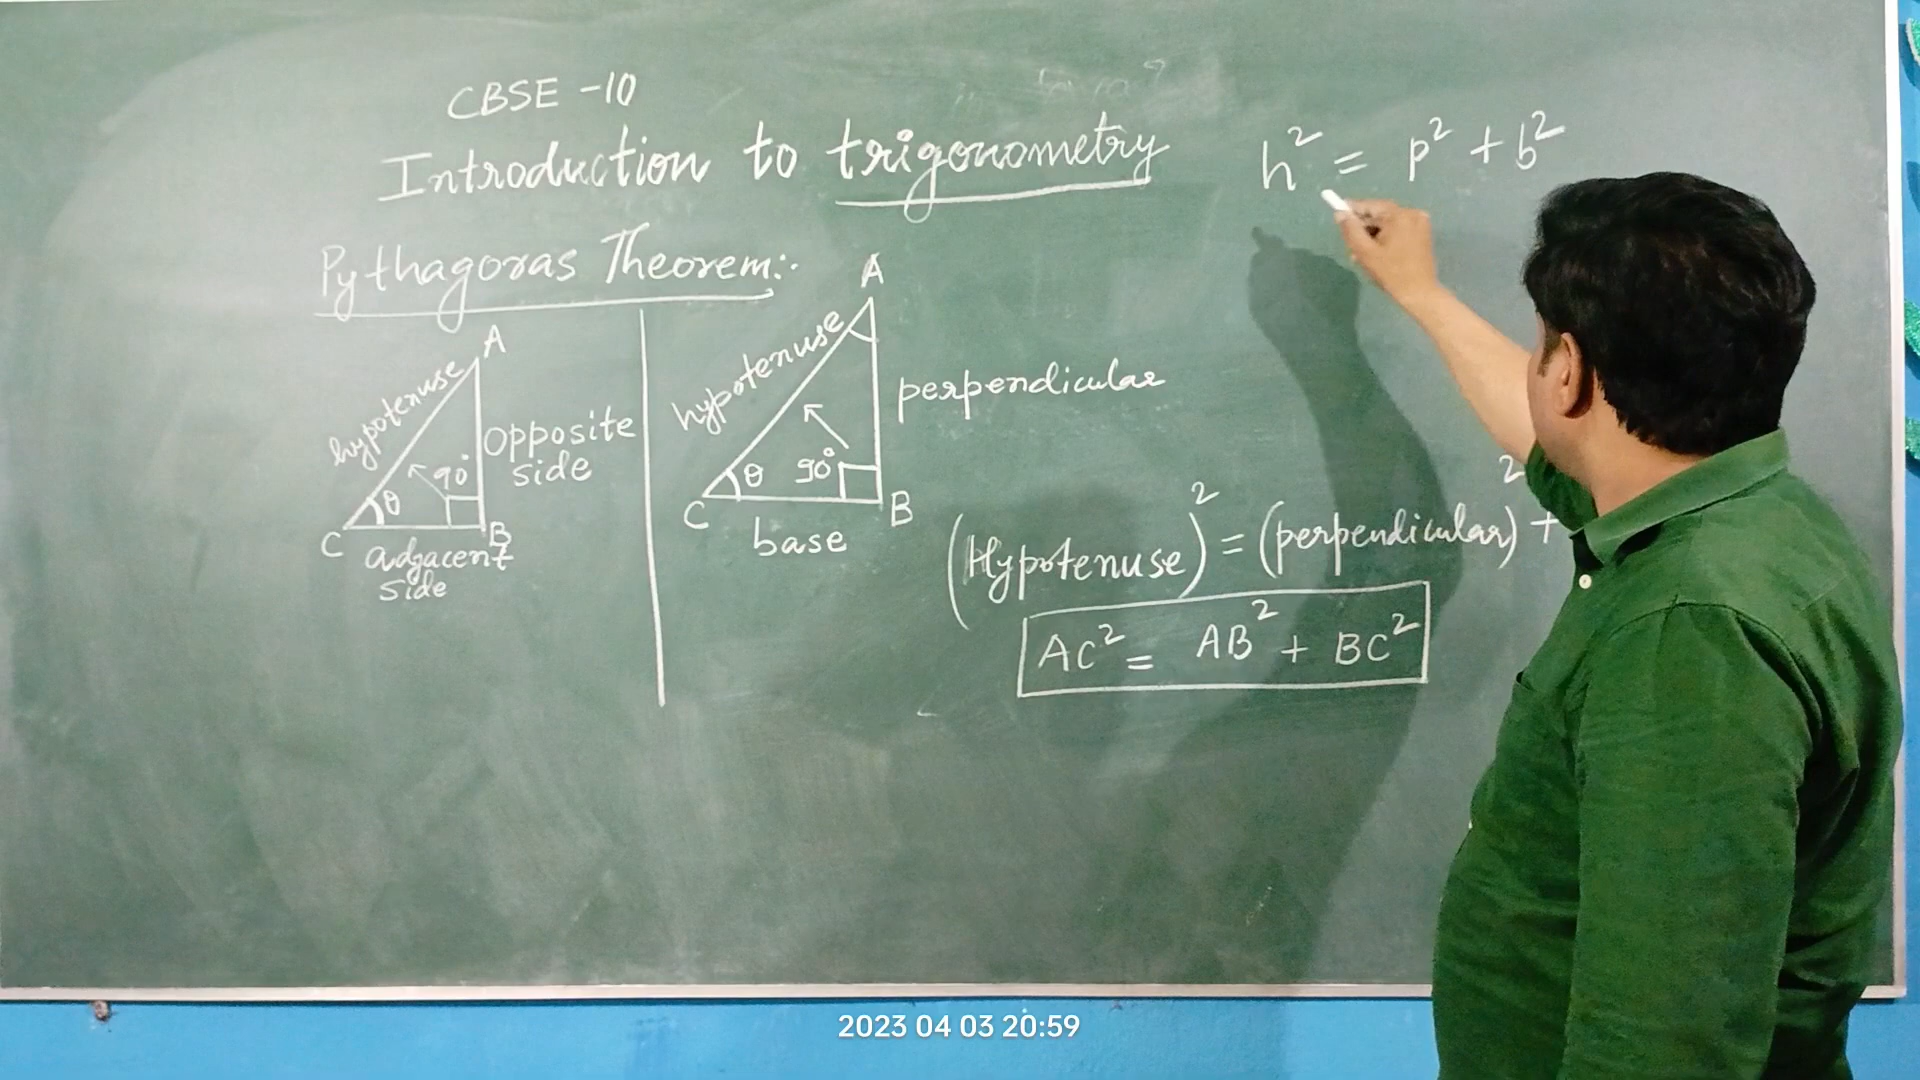 CBSE -10
Introduction to trigonometry
h² = p² + b²
Pythagoras Theorem:-
A
hypotenuse
opposite
side
90°
θ
C
B
adjacent
side
A
hypotenuse
perpendicular
θ
90°
C
B
base
(Hypotenuse)² = (perpendicular)² +
AC² = AB² + BC²
2023 04 03 20:59